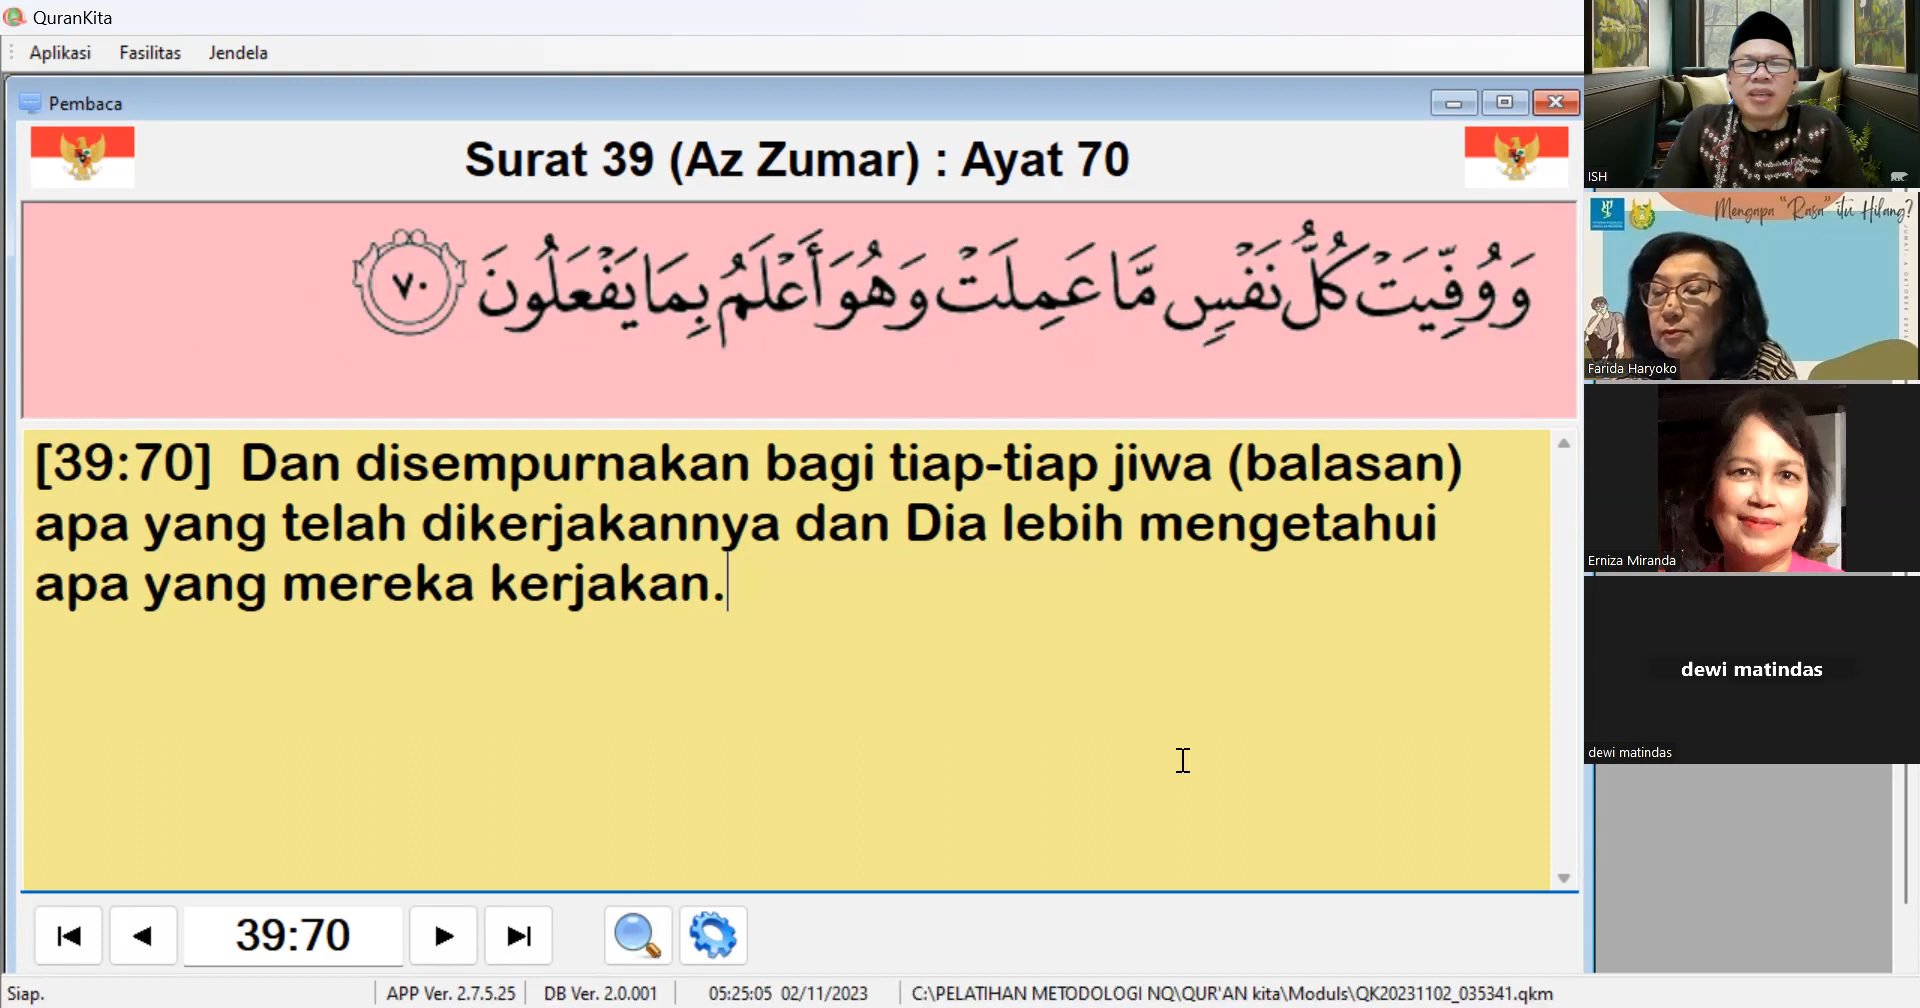 QuranKita
Aplikasi Fasilitas Jendela
Pembaca
Surat 39 (Az Zumar) : Ayat 70
وَوُفِّيَتْ كُلُّ نَفْسٍ مَّا عَمِلَتْ وَهُوَ أَعْلَمُ بِمَا يَفْعَلُونَ ٧٠
[39:70] Dan disempurnakan bagi tiap-tiap jiwa (balasan)
apa yang telah dikerjakannya dan Dia lebih mengetahui
apa yang mereka kerjakan.
39:70
Siap. APP Ver. 2.7.5.25 DB Ver. 2.0.001 05:25:05 02/11/2023 C:\PELATIHAN METODOLOGI NQ\QUR'AN kita\Moduls\QK20231102_035341.qkm
ISH
Mengapa "Rasa" itu Hilang?
Farida Haryoko
Erniza Miranda
dewi matindas
dewi matindas